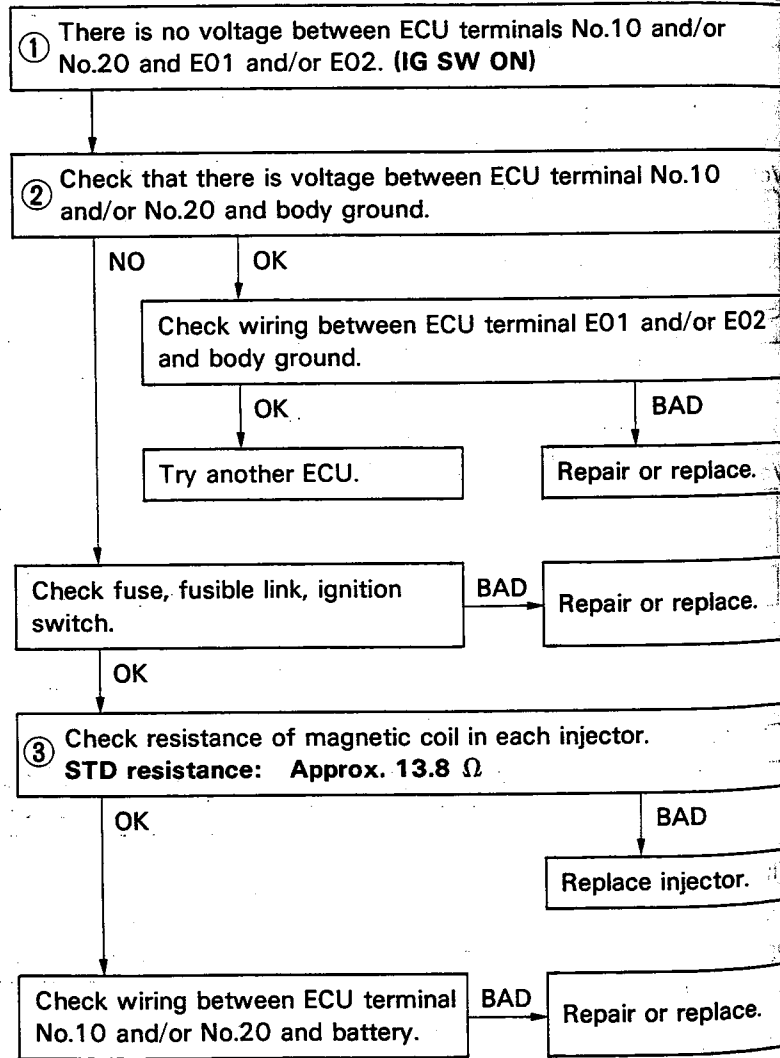 ① There is no voltage between ECU terminals No.10 and/or
No.20 and E01 and/or E02. (IG SW ON)
② Check that there is voltage between ECU terminal No.10
and/or No.20 and body ground.
NO
OK
Check wiring between ECU terminal E01 and/or E02
and body ground.
OK
BAD
Try another ECU.
Repair or replace.
Check fuse, fusible link, ignition
switch.
BAD
Repair or replace.
OK
③ Check resistance of magnetic coil in each injector.
STD resistance: Approx. 13.8 Ω
OK
BAD
Replace injector.
Check wiring between ECU terminal
No.10 and/or No.20 and battery.
BAD
Repair or replace.